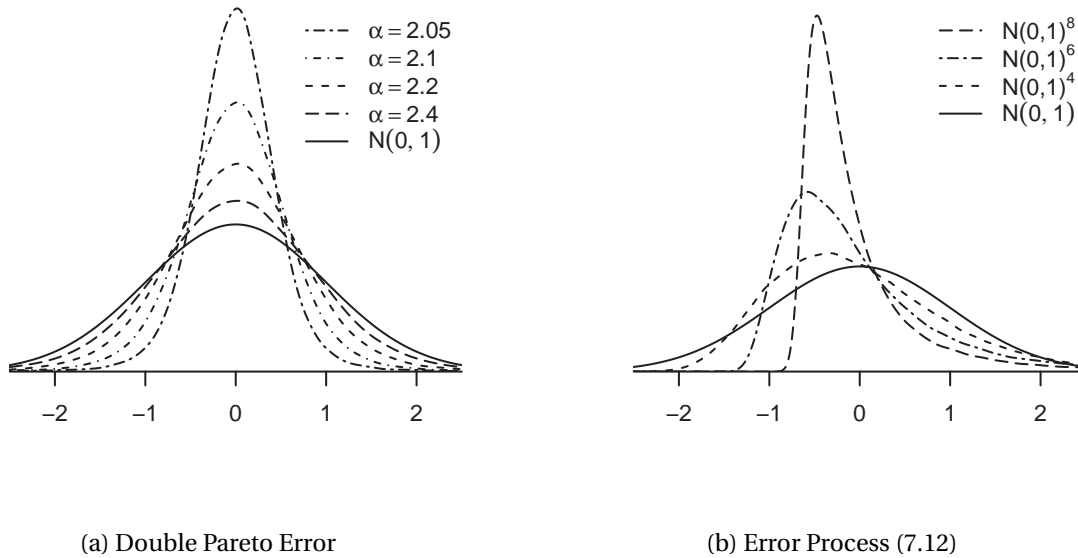 α = 2.05
α = 2.1
α = 2.2
α = 2.4
N(0, 1)
−2 −1 0 1 2
(a) Double Pareto Error
N(0,1)⁸
N(0,1)⁶
N(0,1)⁴
N(0, 1)
−2 −1 0 1 2
(b) Error Process (7.12)